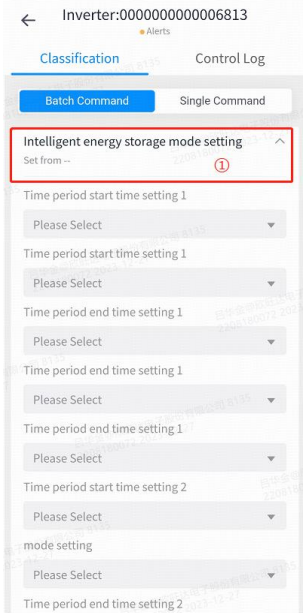 Inverter:0000000000006813
Alerts
Classification
Control Log
Batch Command
Single Command
Intelligent energy storage mode setting
Set from --
①
Time period start time setting 1
Please Select
Time period start time setting 1
Please Select
Time period end time setting 1
Please Select
Time period end time setting 1
Please Select
Time period end time setting 1
Please Select
Time period start time setting 2
Please Select
mode setting
Please Select
Time period end time setting 2